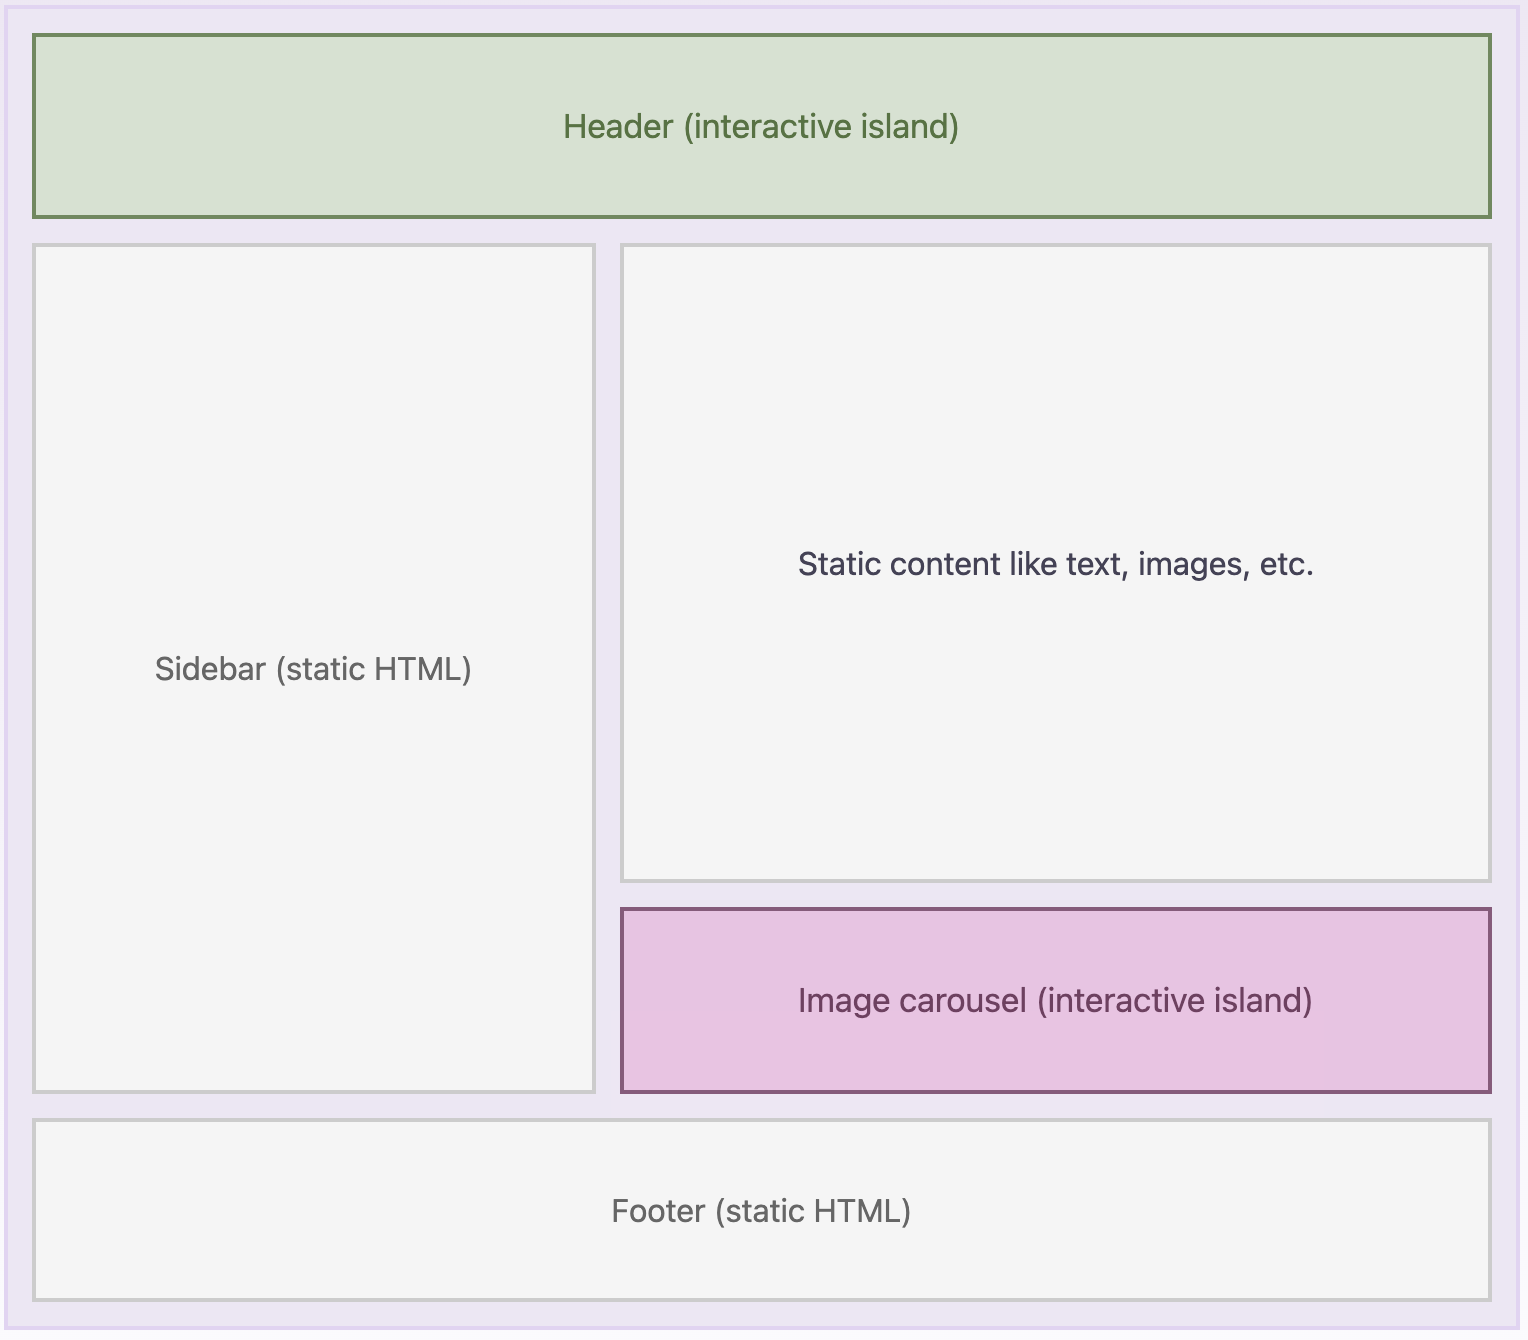 Header (interactive island)
Sidebar (static HTML)
Static content like text, images, etc.
Image carousel (interactive island)
Footer (static HTML)